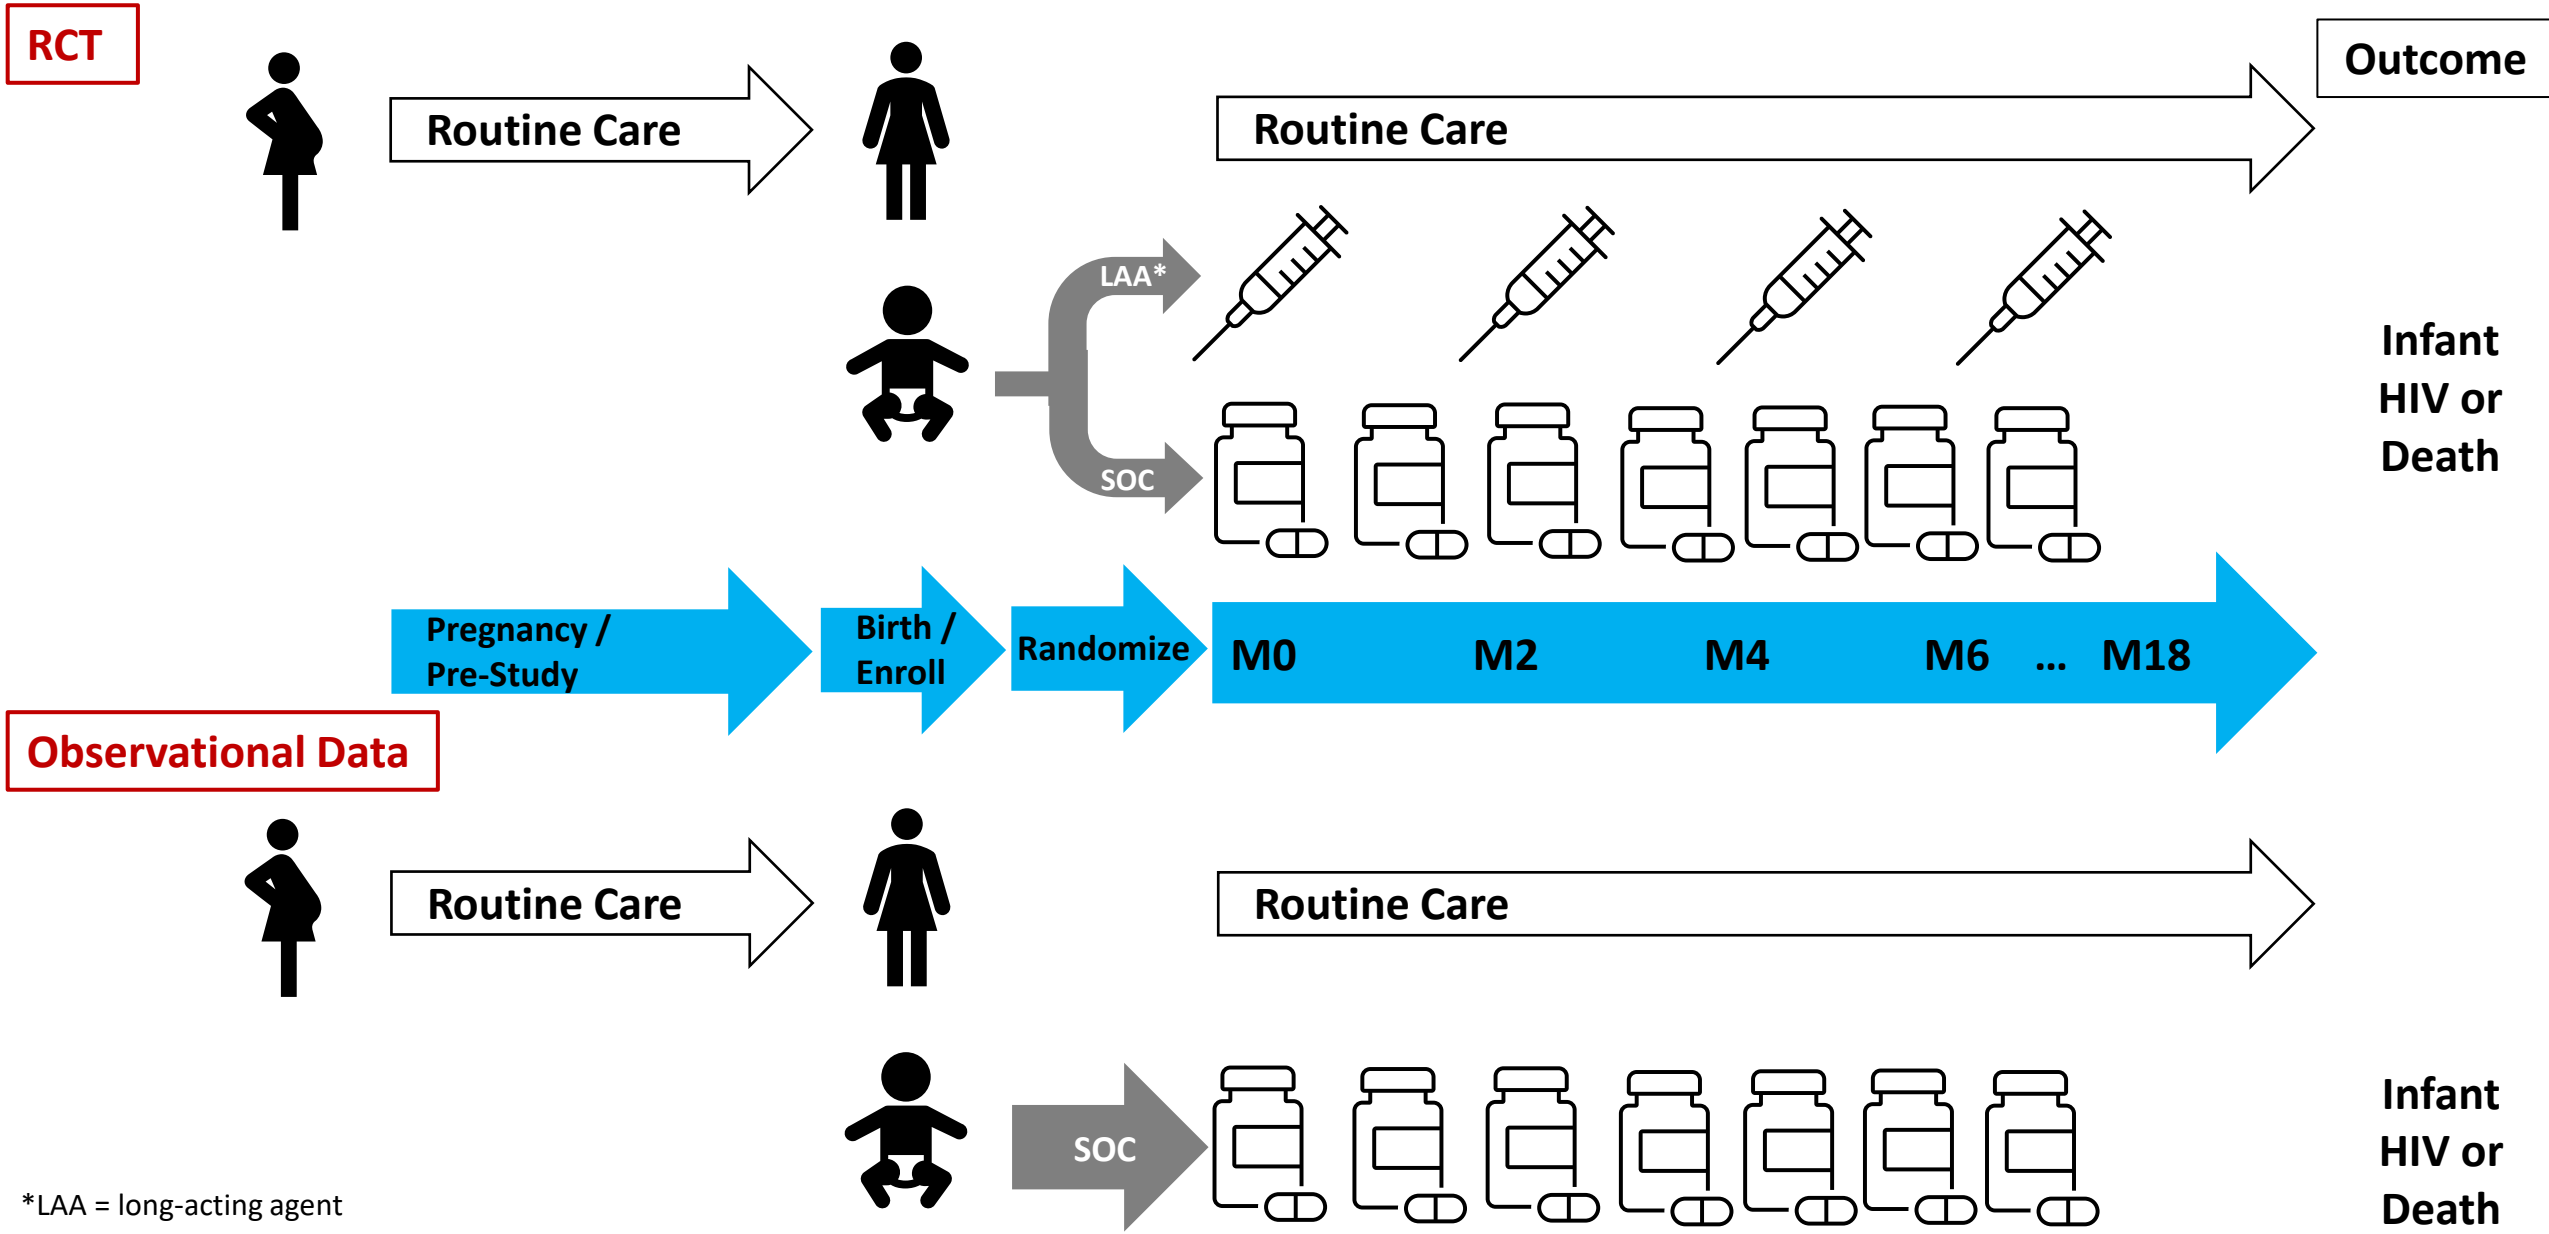 RCT
Outcome
Routine Care
Routine Care
LAA*
SOC
Infant
HIV or
Death
Pregnancy /
Pre-Study
Birth /
Enroll
Randomize
M0 M2 M4 M6 ... M18
Observational Data
Routine Care
Routine Care
SOC
Infant
HIV or
Death
*LAA = long-acting agent